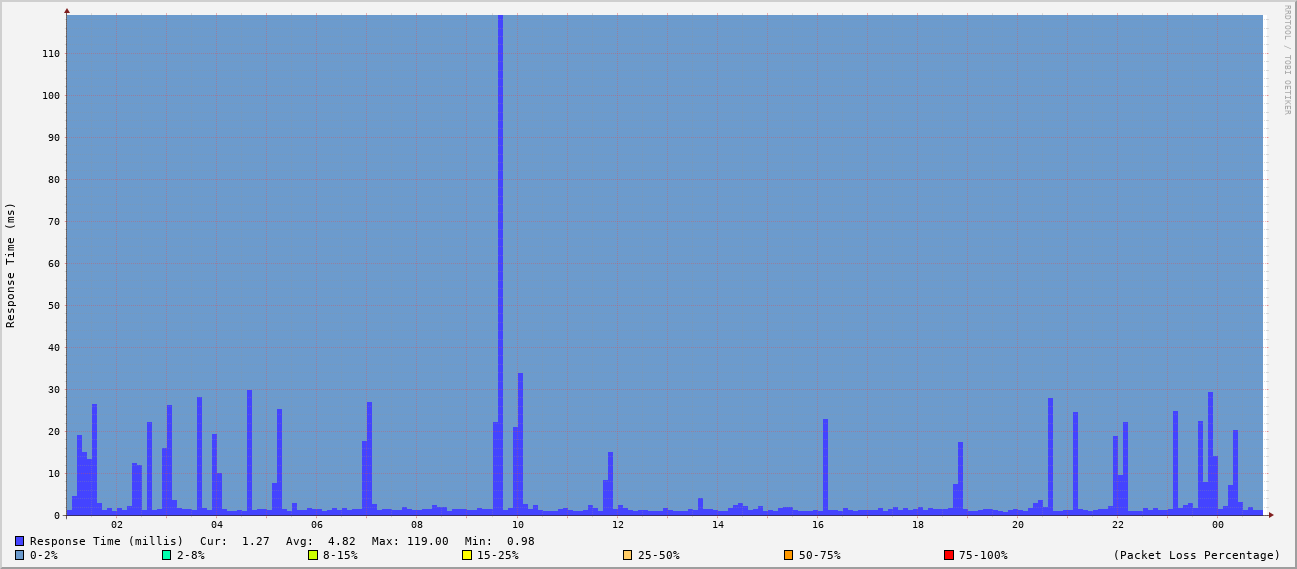 RRDTOOL / TOBI OETIKER
Response Time (ms)
110
100
90
80
70
60
50
40
30
20
10
0
02 04 06 08 10 12 14 16 18 20 22 00
Response Time (millis) Cur: 1.27 Avg: 4.82 Max: 119.00 Min: 0.98
0-2% 2-8% 8-15% 15-25% 25-50% 50-75% 75-100% (Packet Loss Percentage)